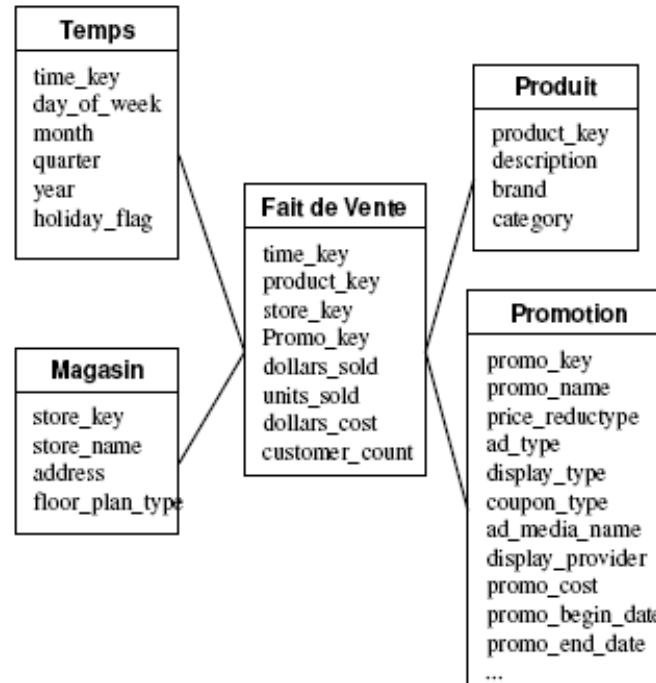 Temps
time_key
day_of_week
month
quarter
year
holiday_flag
Magasin
store_key
store_name
address
floor_plan_type
Fait de Vente
time_key
product_key
store_key
Promo_key
dollars_sold
units_sold
dollars_cost
customer_count
Produit
product_key
description
brand
category
Promotion
promo_key
promo_name
price_reductype
ad_type
display_type
coupon_type
ad_media_name
display_provider
promo_cost
promo_begin_date
promo_end_date
...